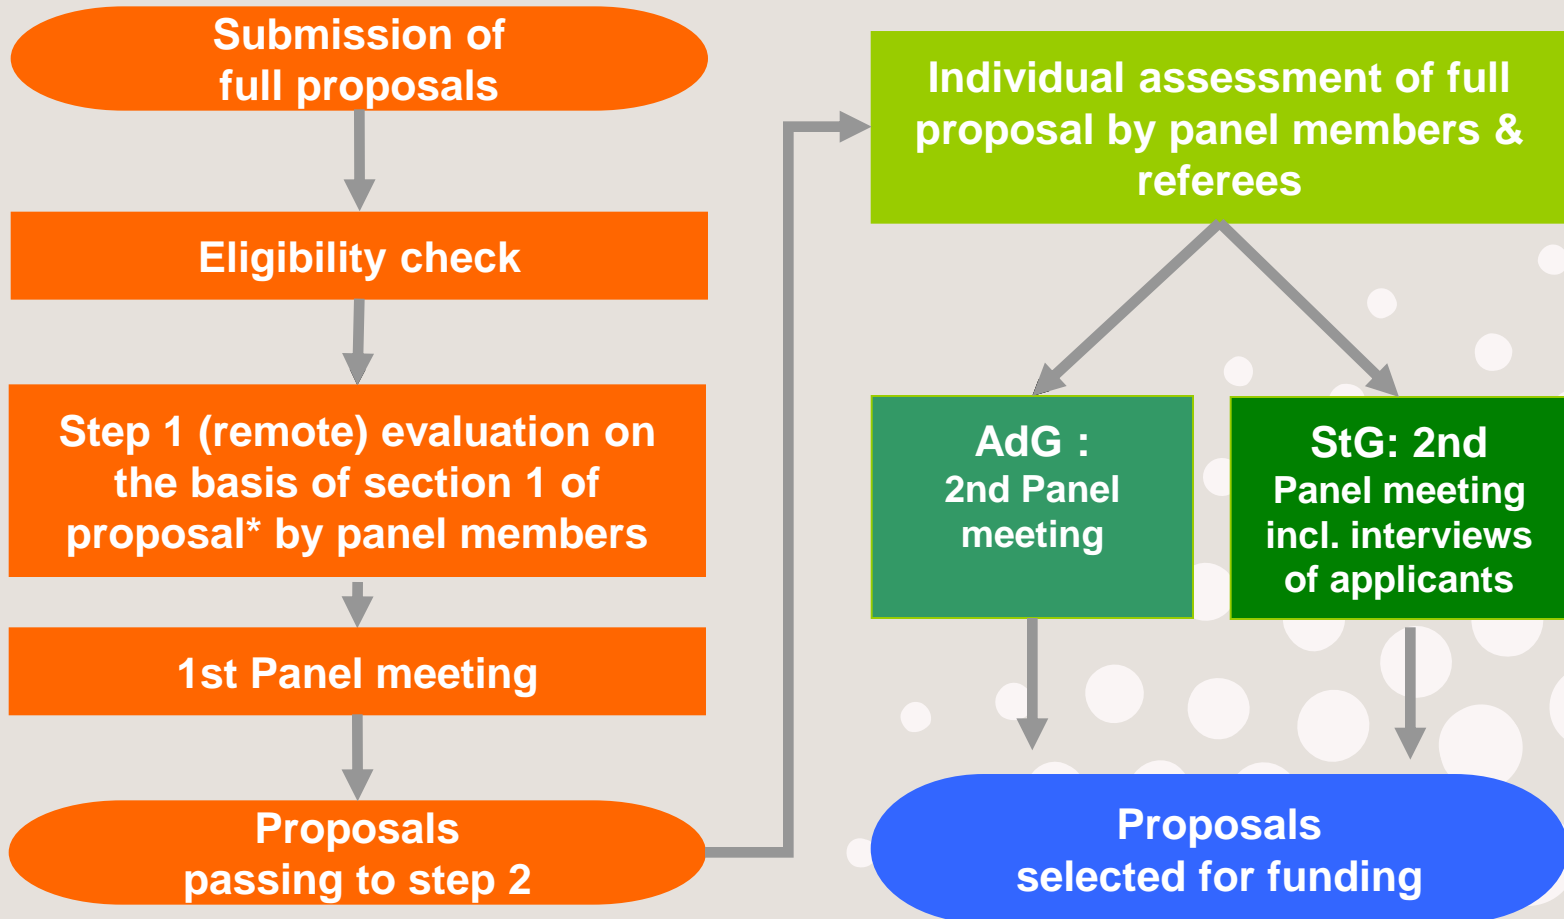 Submission of
full proposals
Eligibility check
Step 1 (remote) evaluation on
the basis of section 1 of
proposal* by panel members
1st Panel meeting
Proposals
passing to step 2
Individual assessment of full
proposal by panel members &
referees
AdG :
2nd Panel
meeting
StG: 2nd
Panel meeting
incl. interviews
of applicants
Proposals
selected for funding